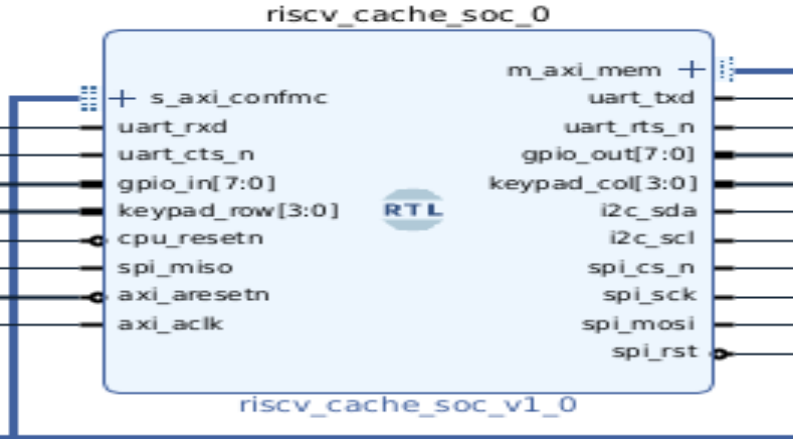 riscv_cache_soc_0
m_axi_mem
s_axi_confmc
uart_txd
uart_rxd
uart_rts_n
uart_cts_n
gpio_out[7:0]
gpio_in[7:0]
keypad_col[3:0]
keypad_row[3:0]
RTL
i2c_sda
cpu_resetn
i2c_scl
spi_miso
spi_cs_n
axi_aresetn
spi_sck
axi_aclk
spi_mosi
spi_rst
riscv_cache_soc_v1_0